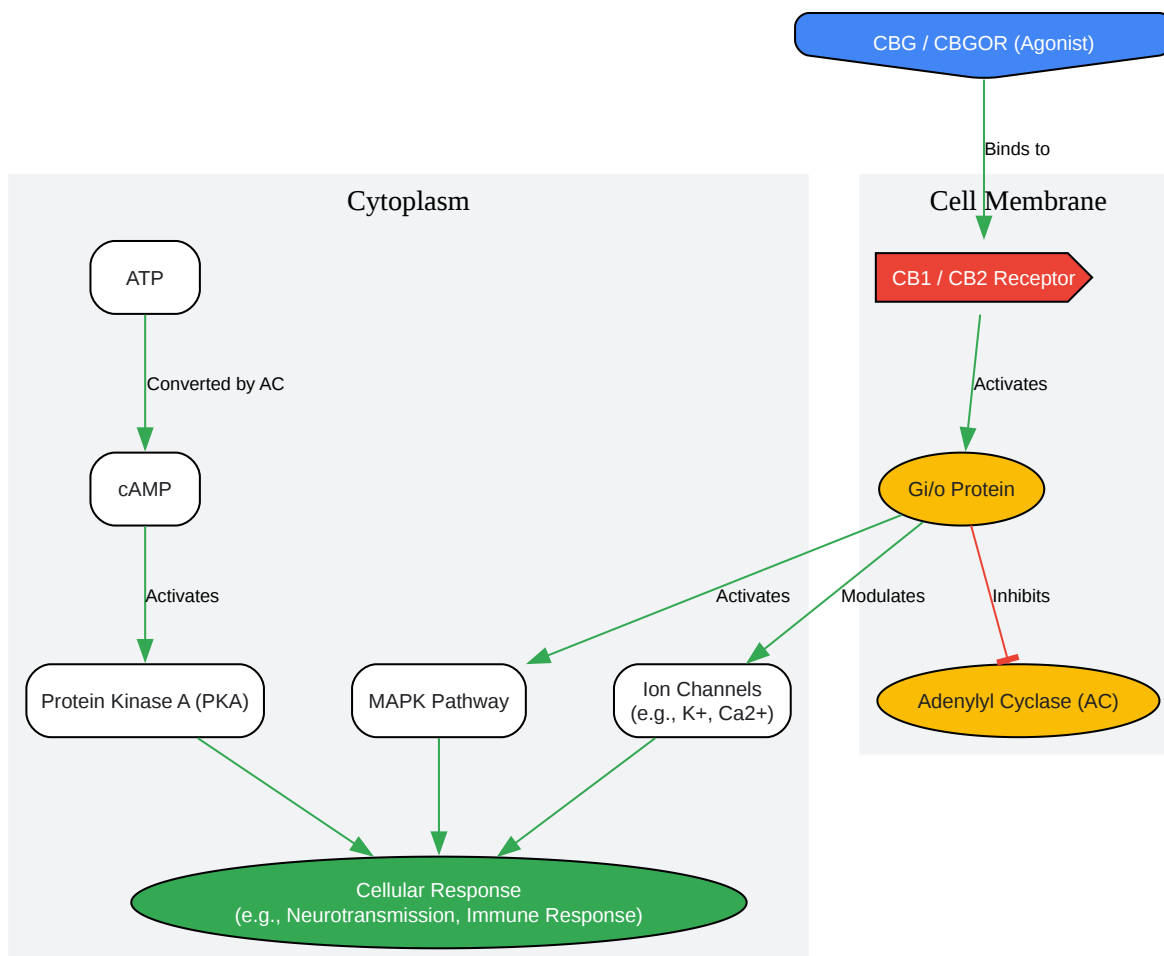 CBG / CBGOR (Agonist)
Binds to
Cytoplasm
Cell Membrane
ATP
CB1 / CB2 Receptor
Converted by AC
Activates
cAMP
Gi/o Protein
Activates
Activates
Modulates
Inhibits
Protein Kinase A (PKA)
MAPK Pathway
Ion Channels
(e.g., K+, Ca2+)
Adenylyl Cyclase (AC)
Cellular Response
(e.g., Neurotransmission, Immune Response)